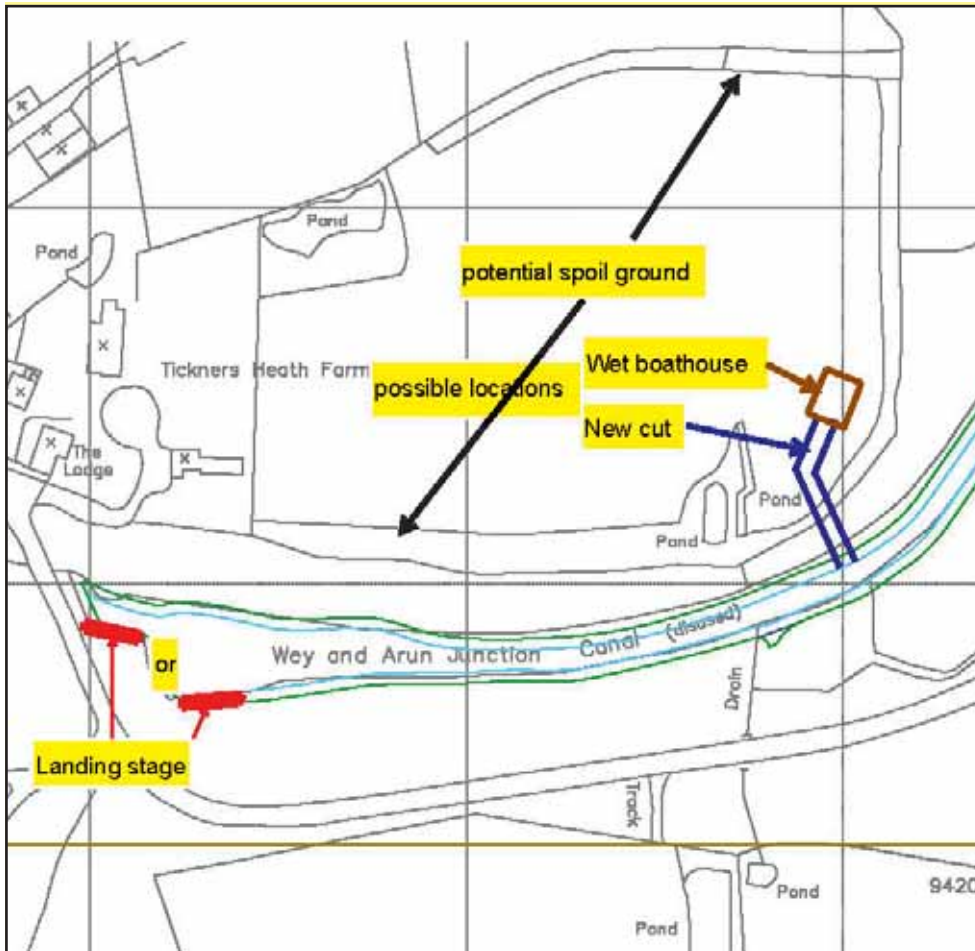 Pond
Pond
potential spoil ground
Tickners Heath Farm
possible locations
Wet boathouse
New cut
The
Lodge
Pond
Pond
or
Wey and Arun Junction Canal (disused)
Drain
Landing stage
Track
Pond
9420
Pond